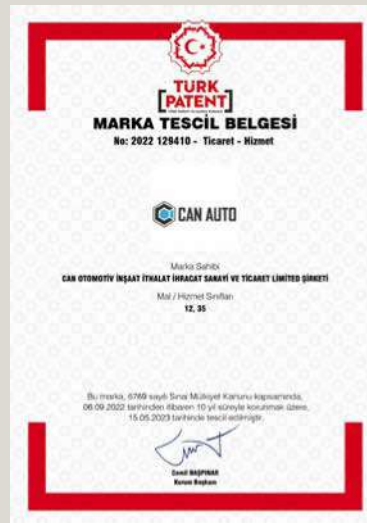 TÜRK
PATENT
MARKA TESCİL BELGESİ
No: 2022 129410 - Ticaret - Hizmet
CAN AUTO
Marka Sahibi
CAN OTOMOTİV İNŞAAT İTHALAT İHRACAT SANAYİ VE TİCARET LİMİTED ŞİRKETİ
Mal / Hizmet Sınıfları
12, 35
Bu marka, 6769 sayılı Sınai Mülkiyet Kanunu kapsamında,
06.09.2022 tarihinden itibaren 10 yıl süreyle korunmak üzere,
15.05.2023 tarihinde tescil edilmiştir.
Cemil BAŞPINAR
Kurum Başkanı